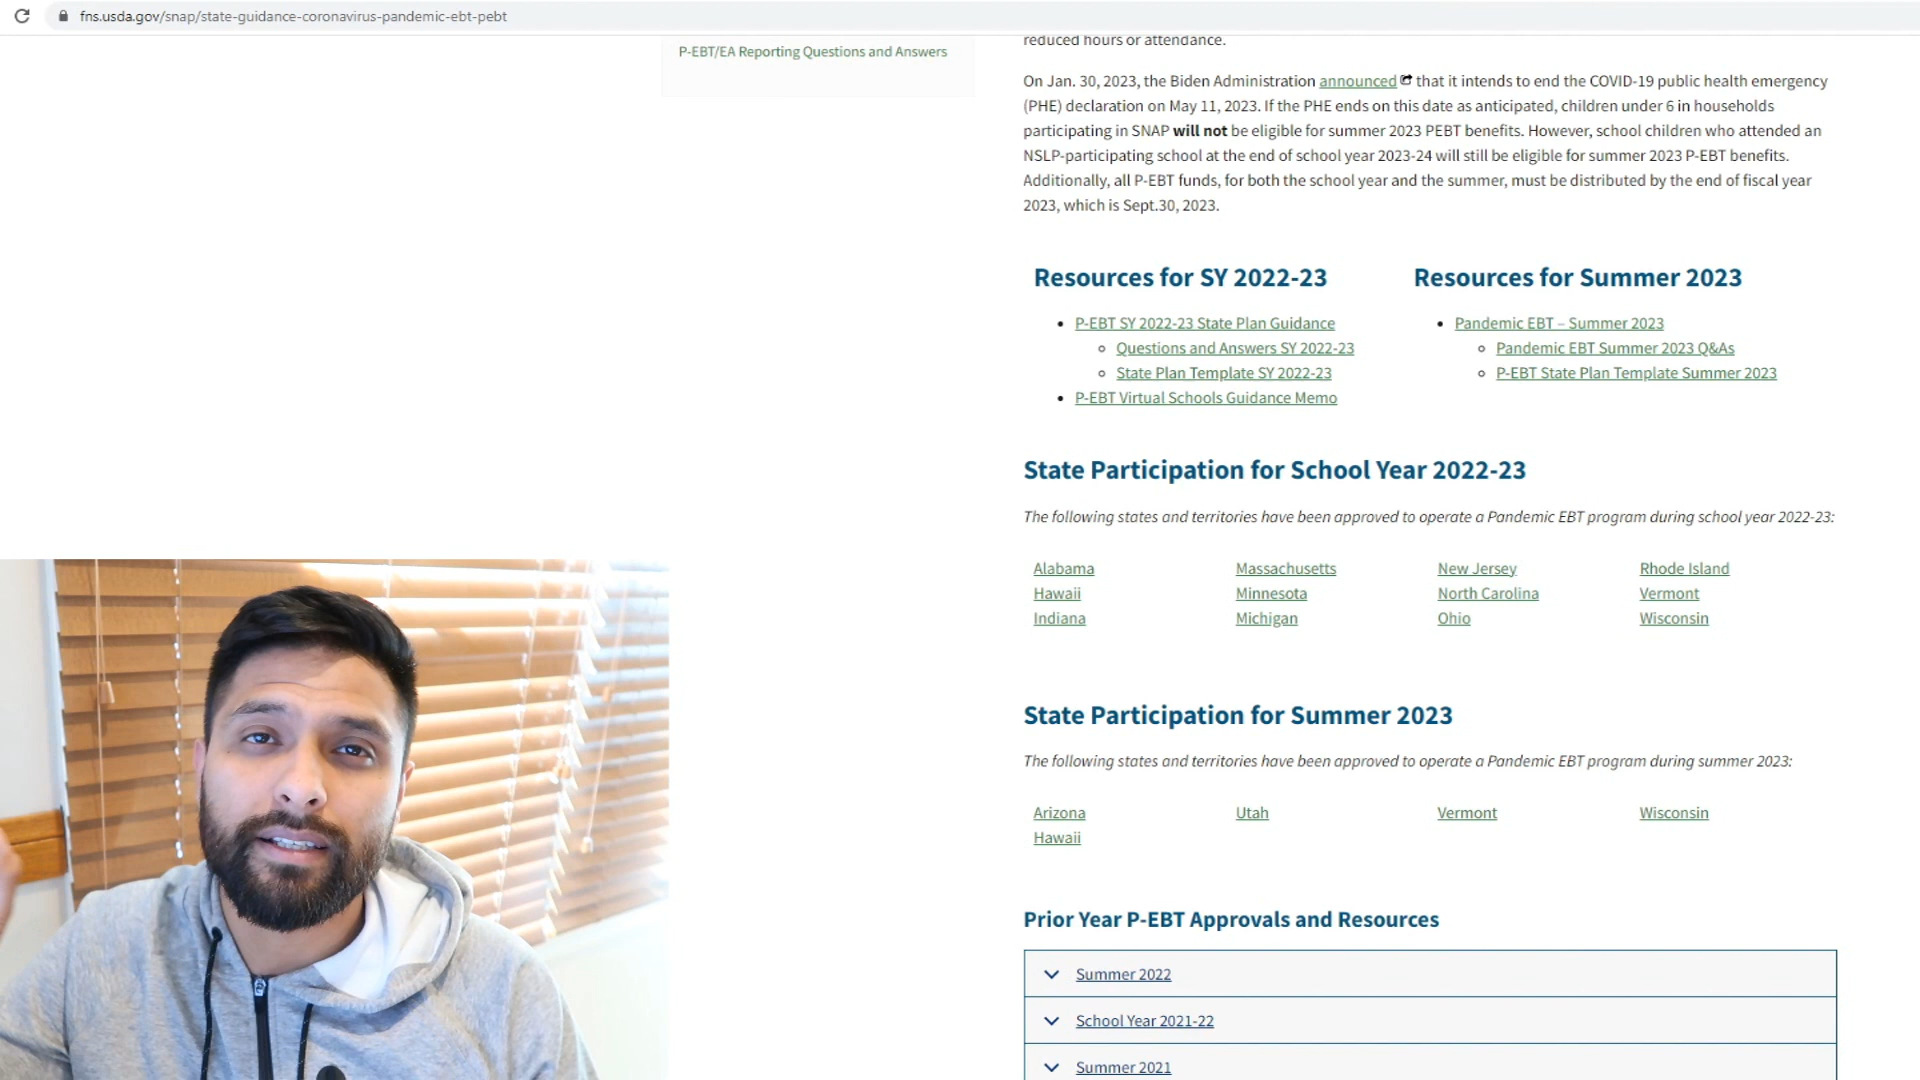 fns.usda.gov/snap/state-guidance-coronavirus-pandemic-ebt-pebt
P-EBT/EA Reporting Questions and Answers
reduced hours or attendance.
On Jan. 30, 2023, the Biden Administration announced that it intends to end the COVID-19 public health emergency
(PHE) declaration on May 11, 2023. If the PHE ends on this date as anticipated, children under 6 in households
participating in SNAP will not be eligible for summer 2023 PEBT benefits. However, school children who attended an
NSLP-participating school at the end of school year 2023-24 will still be eligible for summer 2023 P-EBT benefits.
Additionally, all P-EBT funds, for both the school year and the summer, must be distributed by the end of fiscal year
2023, which is Sept.30, 2023.
Resources for SY 2022-23
P-EBT SY 2022-23 State Plan Guidance
Questions and Answers SY 2022-23
State Plan Template SY 2022-23
P-EBT Virtual Schools Guidance Memo
Resources for Summer 2023
Pandemic EBT – Summer 2023
Pandemic EBT Summer 2023 Q&As
P-EBT State Plan Template Summer 2023
State Participation for School Year 2022-23
The following states and territories have been approved to operate a Pandemic EBT program during school year 2022-23:
Alabama Massachusetts New Jersey Rhode Island
Hawaii Minnesota North Carolina Vermont
Indiana Michigan Ohio Wisconsin
State Participation for Summer 2023
The following states and territories have been approved to operate a Pandemic EBT program during summer 2023:
Arizona Utah Vermont Wisconsin
Hawaii
Prior Year P-EBT Approvals and Resources
Summer 2022
School Year 2021-22
Summer 2021